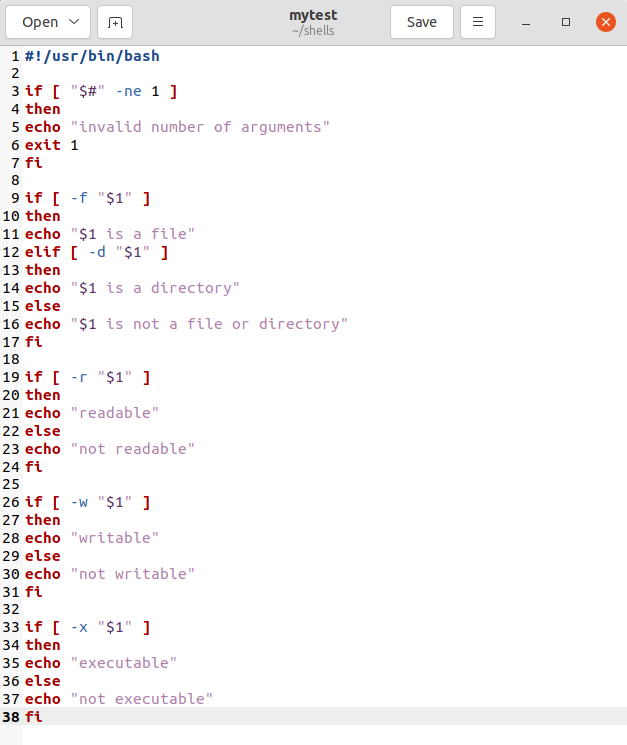 Open
mytest
~/shells
Save
1 #!/usr/bin/bash
2
3 if [ "$#" -ne 1 ]
4 then
5 echo "invalid number of arguments"
6 exit 1
7 fi
8
9 if [ -f "$1" ]
10 then
11 echo "$1 is a file"
12 elif [ -d "$1" ]
13 then
14 echo "$1 is a directory"
15 else
16 echo "$1 is not a file or directory"
17 fi
18
19 if [ -r "$1" ]
20 then
21 echo "readable"
22 else
23 echo "not readable"
24 fi
25
26 if [ -w "$1" ]
27 then
28 echo "writable"
29 else
30 echo "not writable"
31 fi
32
33 if [ -x "$1" ]
34 then
35 echo "executable"
36 else
37 echo "not executable"
38 fi